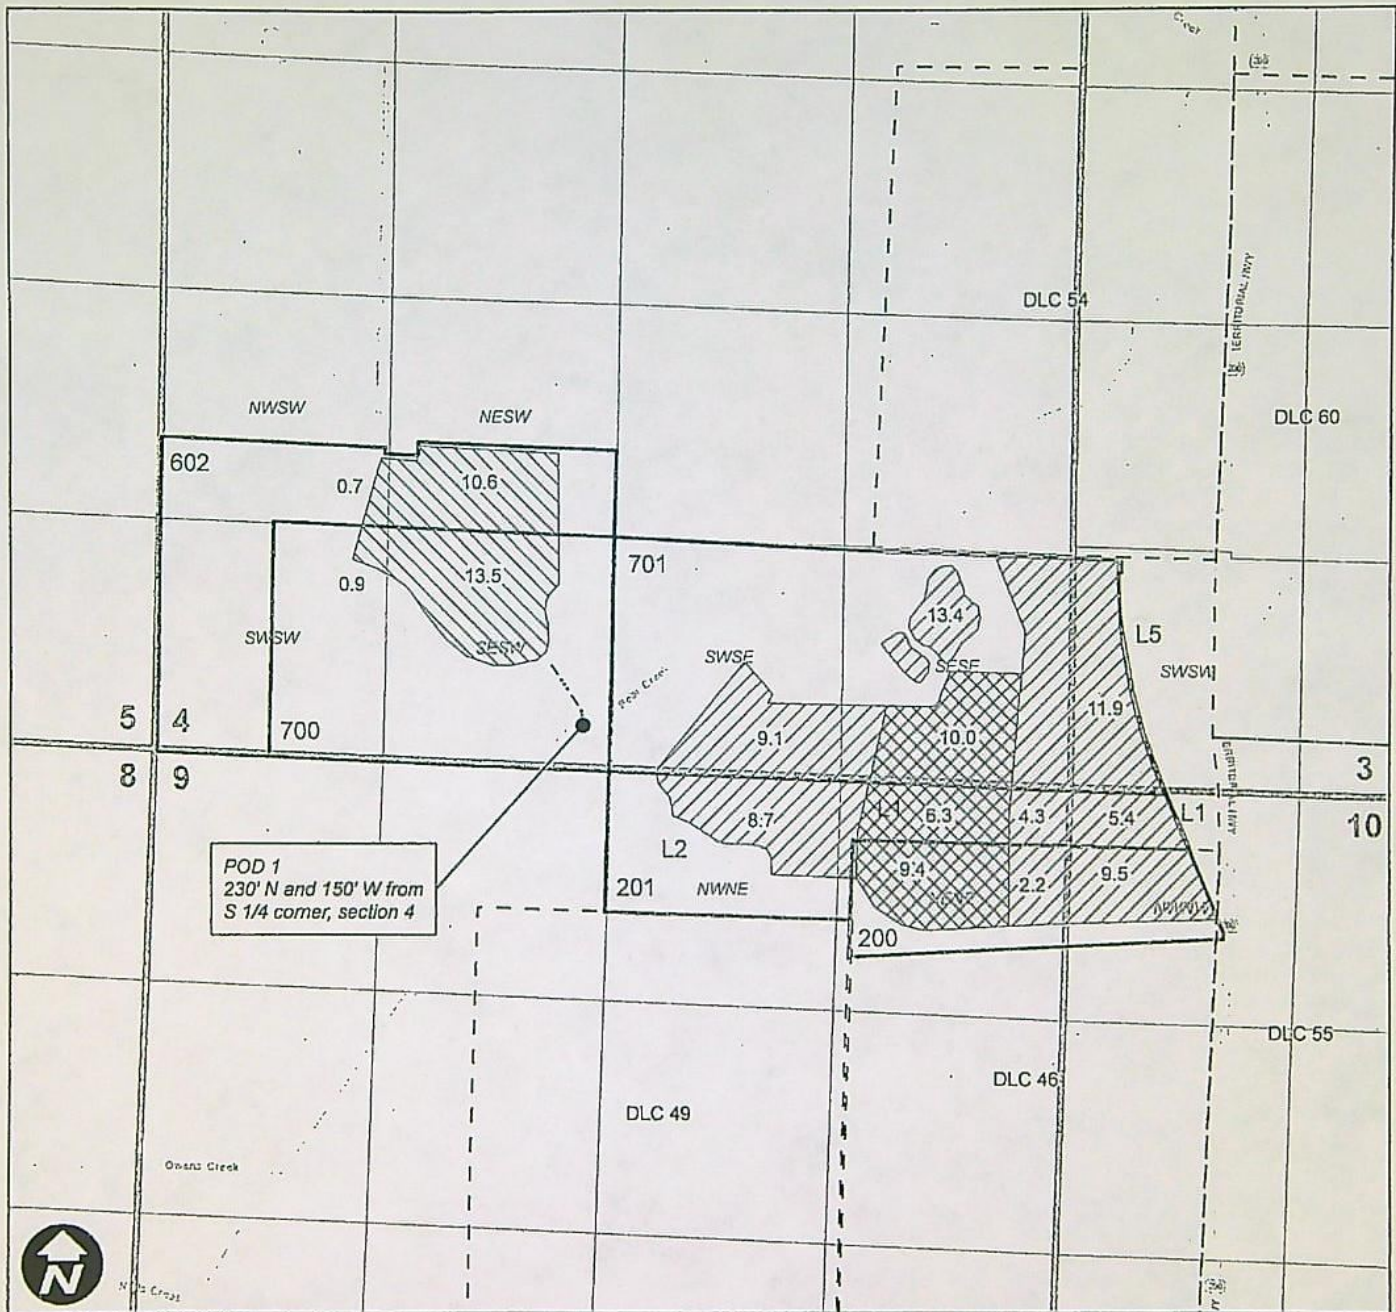 Creek
DLC 54
TERRITORIAL HWY
DLC 60
NWSW
NESW
602
0.7
10.6
701
13.5
0.9
13.4
L5
SWSW
SESW
SWSE
SESE
SWSW
Bear Creek
11.9
5 4
700
9.1
10.0
3
8 9
8.7
L1
6.3
4.3
5.4
L1
10
L2
POD 1
230' N and 150' W from
S 1/4 corner, section 4
201
NWNE
9.4
2.2
9.5
200
DLC 55
DLC 46
DLC 49
Owens Creek
N
Creek